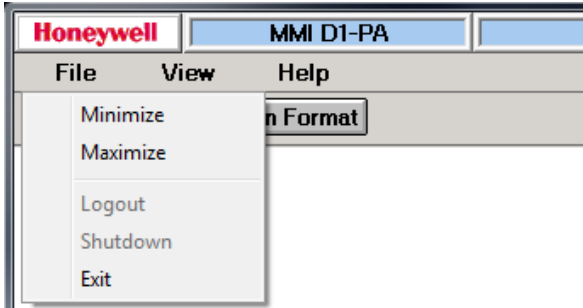 Honeywell MMI D1-PA
File View Help
Minimize n Format
Maximize
Logout
Shutdown
Exit